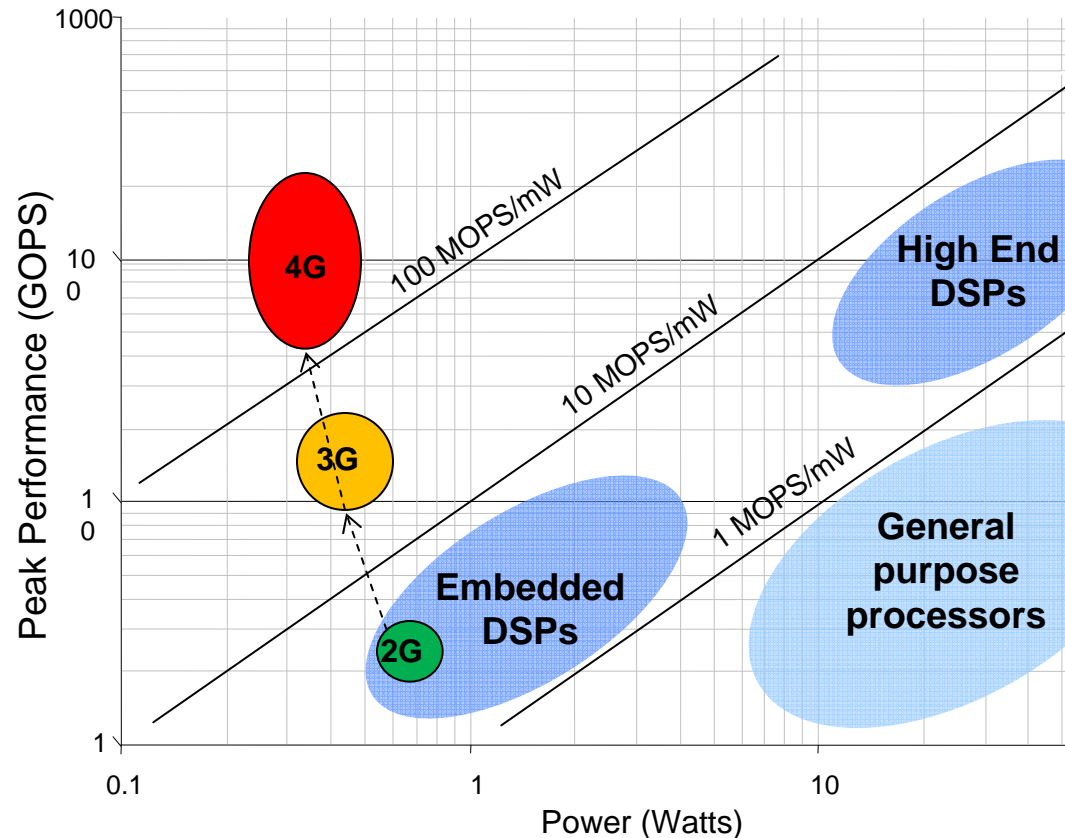 1000
Peak Performance (GOPS)
100 MOPS/mW
High End
DSPs
4G
10
0
10 MOPS/mW
3G
1 MOPS/mW
1
0
General
purpose
processors
Embedded
DSPs
2G
1
0.1
1
10
Power (Watts)